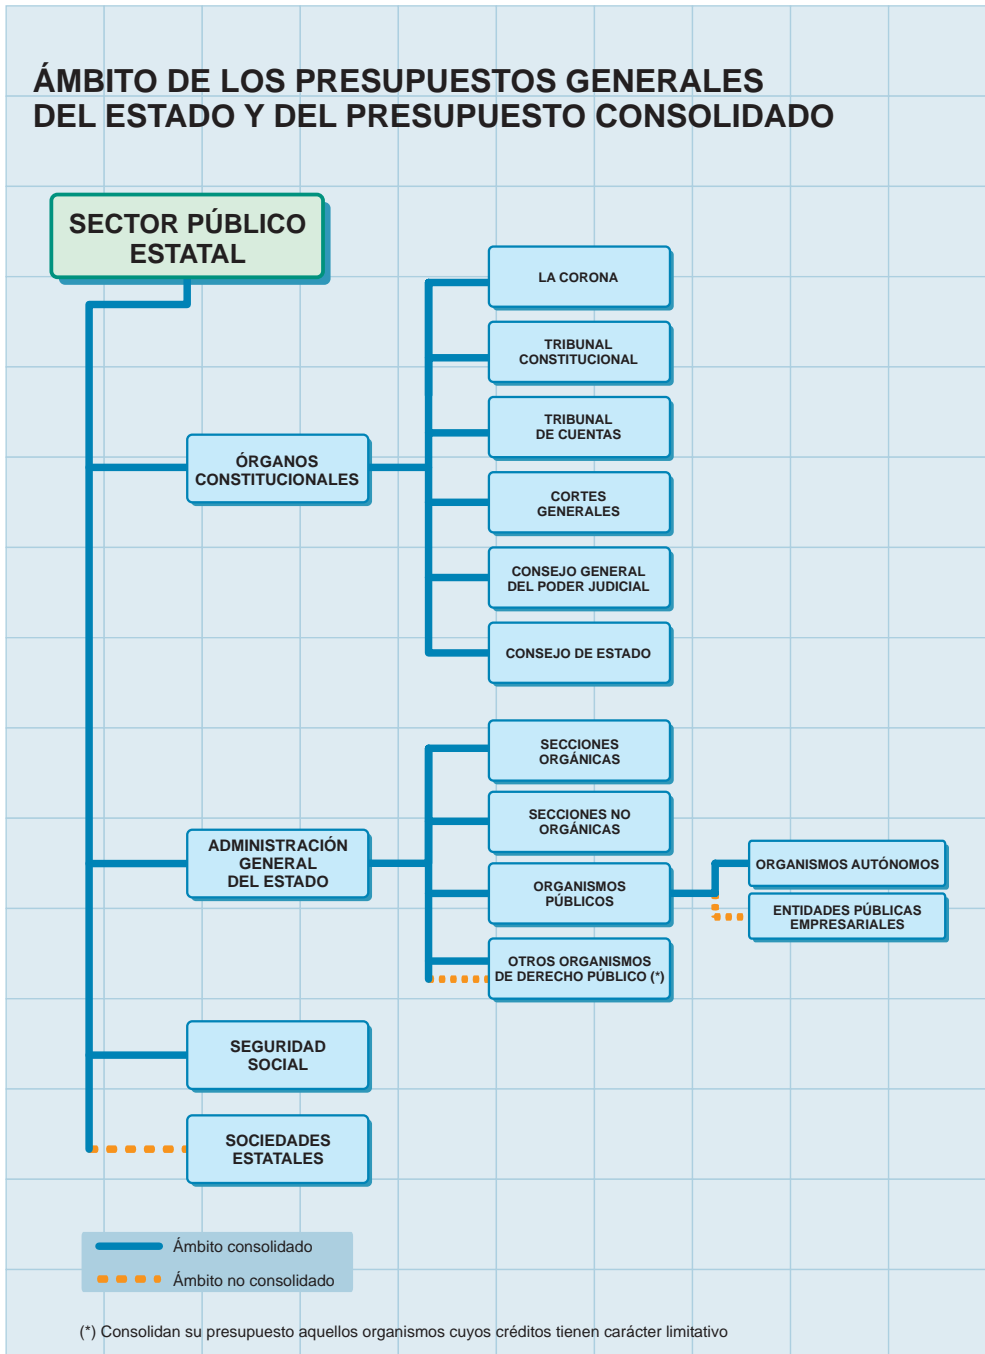 ÁMBITO DE LOS PRESUPUESTOS GENERALES
DEL ESTADO Y DEL PRESUPUESTO CONSOLIDADO
SECTOR PÚBLICO
ESTATAL
LA CORONA
TRIBUNAL
CONSTITUCIONAL
TRIBUNAL
DE CUENTAS
ÓRGANOS
CONSTITUCIONALES
CORTES
GENERALES
CONSEJO GENERAL
DEL PODER JUDICIAL
CONSEJO DE ESTADO
SECCIONES
ORGÁNICAS
SECCIONES NO
ORGÁNICAS
ADMINISTRACIÓN
GENERAL
DEL ESTADO
ORGANISMOS
PÚBLICOS
ORGANISMOS AUTÓNOMOS
ENTIDADES PÚBLICAS
EMPRESARIALES
OTROS ORGANISMOS
DE DERECHO PÚBLICO (*)
SEGURIDAD
SOCIAL
SOCIEDADES
ESTATALES
Ámbito consolidado
Ámbito no consolidado
(*) Consolidan su presupuesto aquellos organismos cuyos créditos tienen carácter limitativo